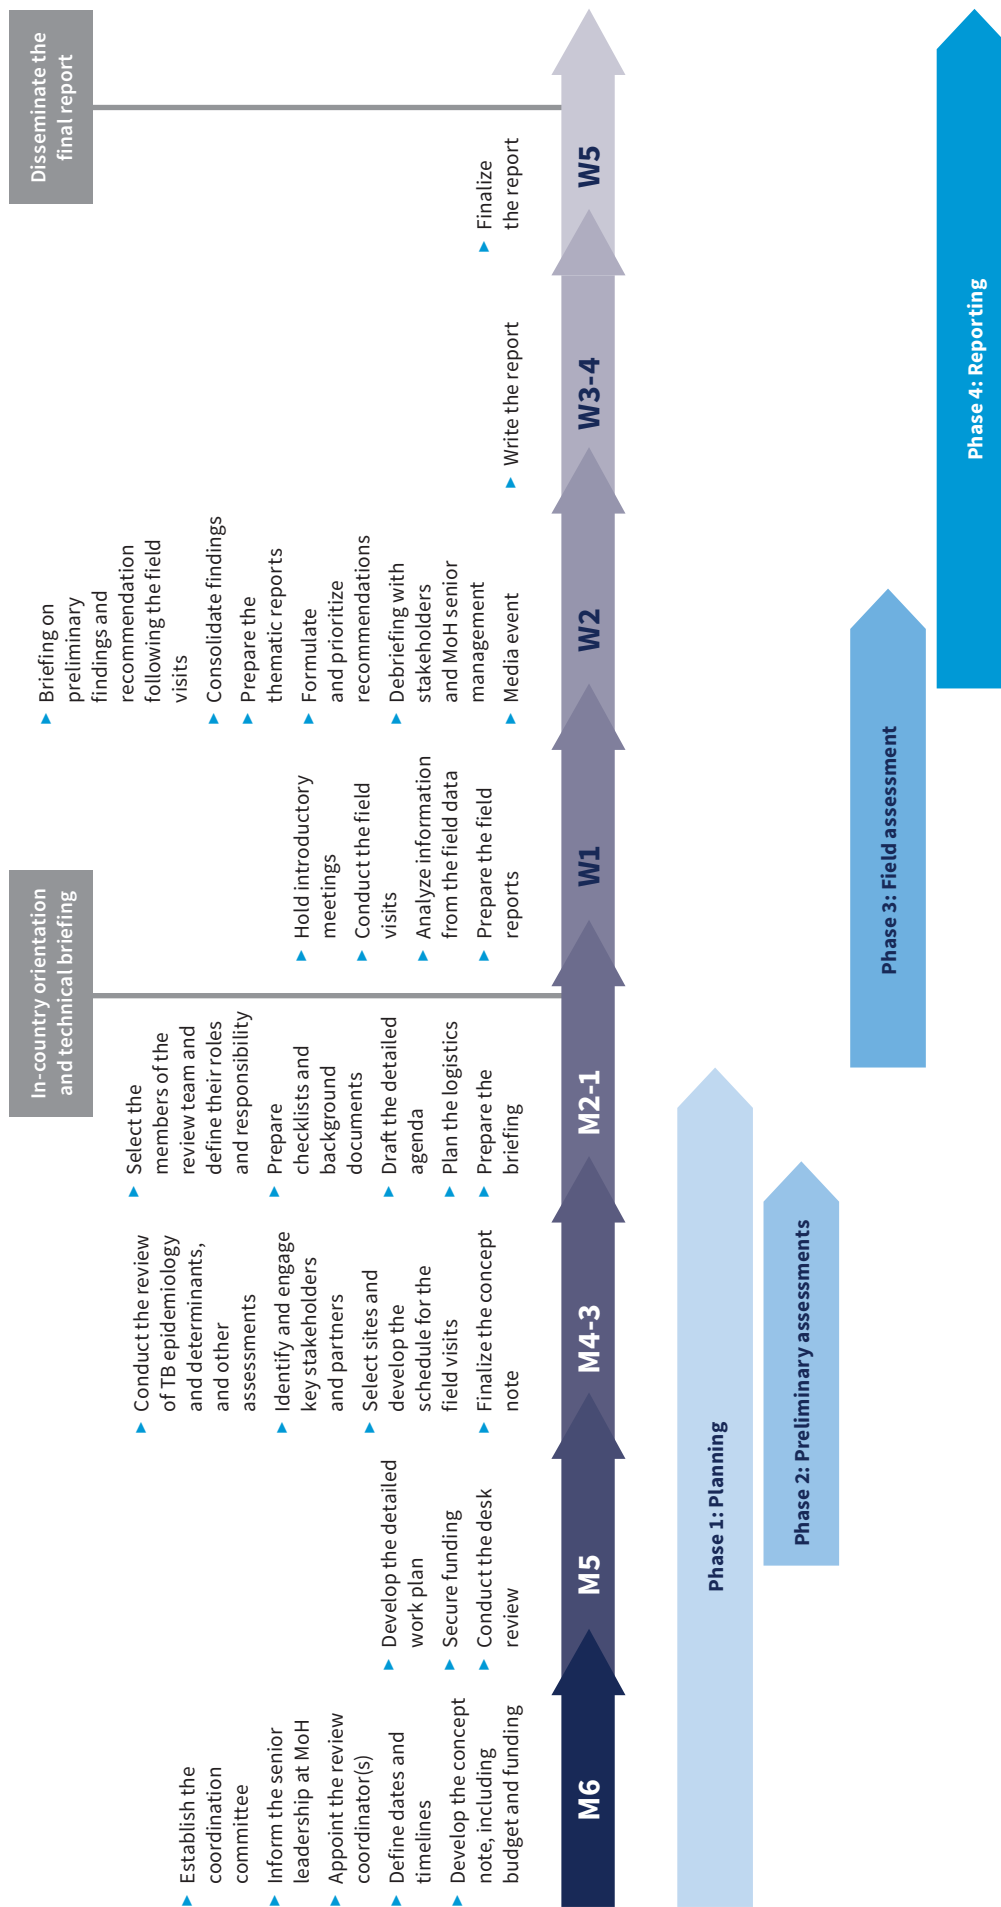 In-country orientation
and technical briefing
Disseminate the
final report
▶ Establish the
coordination
committee
▶ Inform the senior
leadership at MoH
▶ Appoint the review
coordinator(s)
▶ Define dates and
timelines
▶ Develop the concept
note, including
budget and funding
▶ Develop the detailed
work plan
▶ Secure funding
▶ Conduct the desk
review
▶ Conduct the review
of TB epidemiology
and determinants,
and other
assessments
▶ Identify and engage
key stakeholders
and partners
▶ Select sites and
develop the
schedule for the
field visits
▶ Finalize the concept
note
▶ Select the
members of the
review team and
define their roles
and responsibility
▶ Prepare
checklists and
background
documents
▶ Draft the detailed
agenda
▶ Plan the logistics
▶ Prepare the
briefing
▶ Hold introductory
meetings
▶ Conduct the field
visits
▶ Analyze information
from the field data
▶ Prepare the field
reports
▶ Briefing on
preliminary
findings and
recommendation
following the field
visits
▶ Consolidate findings
▶ Prepare the
thematic reports
▶ Formulate
and prioritize
recommendations
▶ Debriefing with
stakeholders
and MoH senior
management
▶ Media event
▶ Write the report
▶ Finalize
the report
M6
M5
M4-3
M2-1
W1
W2
W3-4
W5
Phase 1: Planning
Phase 2: Preliminary assessments
Phase 3: Field assessment
Phase 4: Reporting